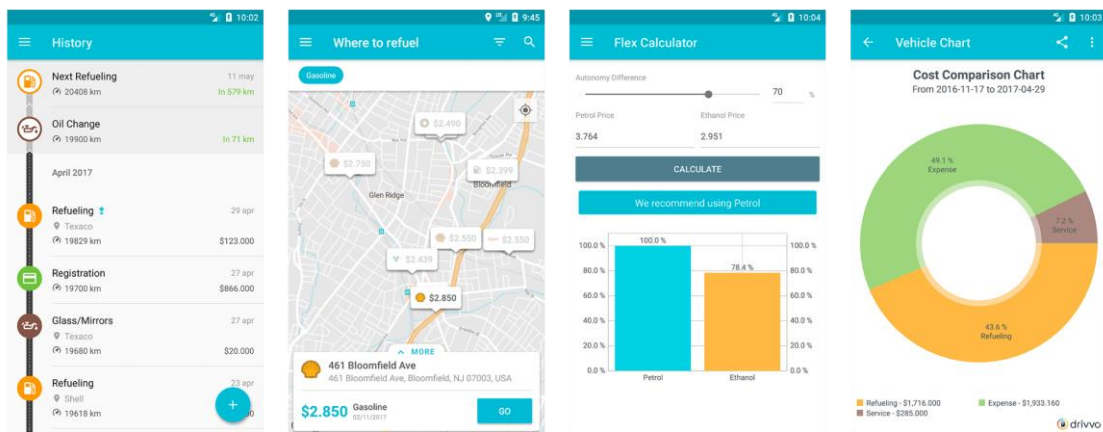 10:02
History
Next Refueling 11 may
20408 km In 579 km
Oil Change
19900 km In 71 km
April 2017
Refueling 29 apr
Texaco
19829 km $123.000
Registration 27 apr
19700 km $866.000
Glass/Mirrors 27 apr
Texaco
19680 km $20.000
Refueling 23 apr
Shell
19618 km
9:45
Where to refuel
Gasoline
$2.490
$2.750
$2.399
Bloomfield
Glen Ridge
$2.550
$2.550
$2.439
$2.850
MORE
461 Bloomfield Ave
461 Bloomfield Ave, Bloomfield, NJ 07003, USA
$2.850 Gasoline
02/11/2017
GO
10:04
Flex Calculator
Autonomy Difference
70 %
Petrol Price Ethanol Price
3.764 2.951
CALCULATE
We recommend using Petrol
100.0 % 100.0 % 100.0 %
80.0 % 78.4 % 80.0 %
60.0 % 60.0 %
40.0 % 40.0 %
20.0 % 20.0 %
0.0 % 0.0 %
Petrol Ethanol
10:03
Vehicle Chart
Cost Comparison Chart
From 2016-11-17 to 2017-04-29
49.1 %
Expense
7.2 %
Service
43.6 %
Refueling
Refueling - $1,716.000 Expense - $1,933.160
Service - $285.000
drivvo